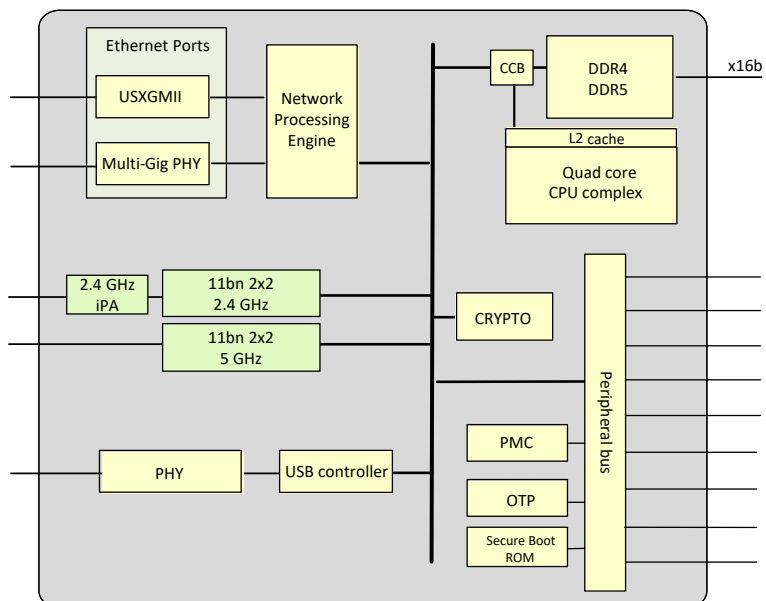 Ethernet Ports
USXGMII
Multi-Gig PHY
Network
Processing
Engine
CCB
DDR4
DDR5
x16b
L2 cache
Quad core
CPU complex
2.4 GHz
iPA
11bn 2x2
2.4 GHz
11bn 2x2
5 GHz
CRYPTO
Peripheral bus
PMC
PHY
USB controller
OTP
Secure Boot
ROM